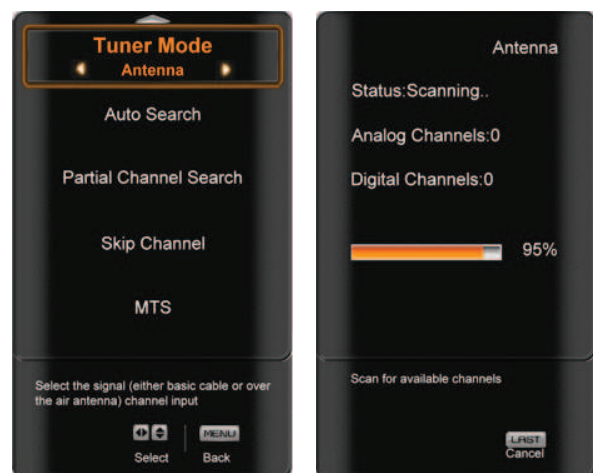 Tuner Mode
Antenna
Auto Search
Partial Channel Search
Skip Channel
MTS
Select the signal (either basic cable or over
the air antenna) channel input
MENU
Select Back
Antenna
Status:Scanning..
Analog Channels:0
Digital Channels:0
95%
Scan for available channels
LAST
Cancel